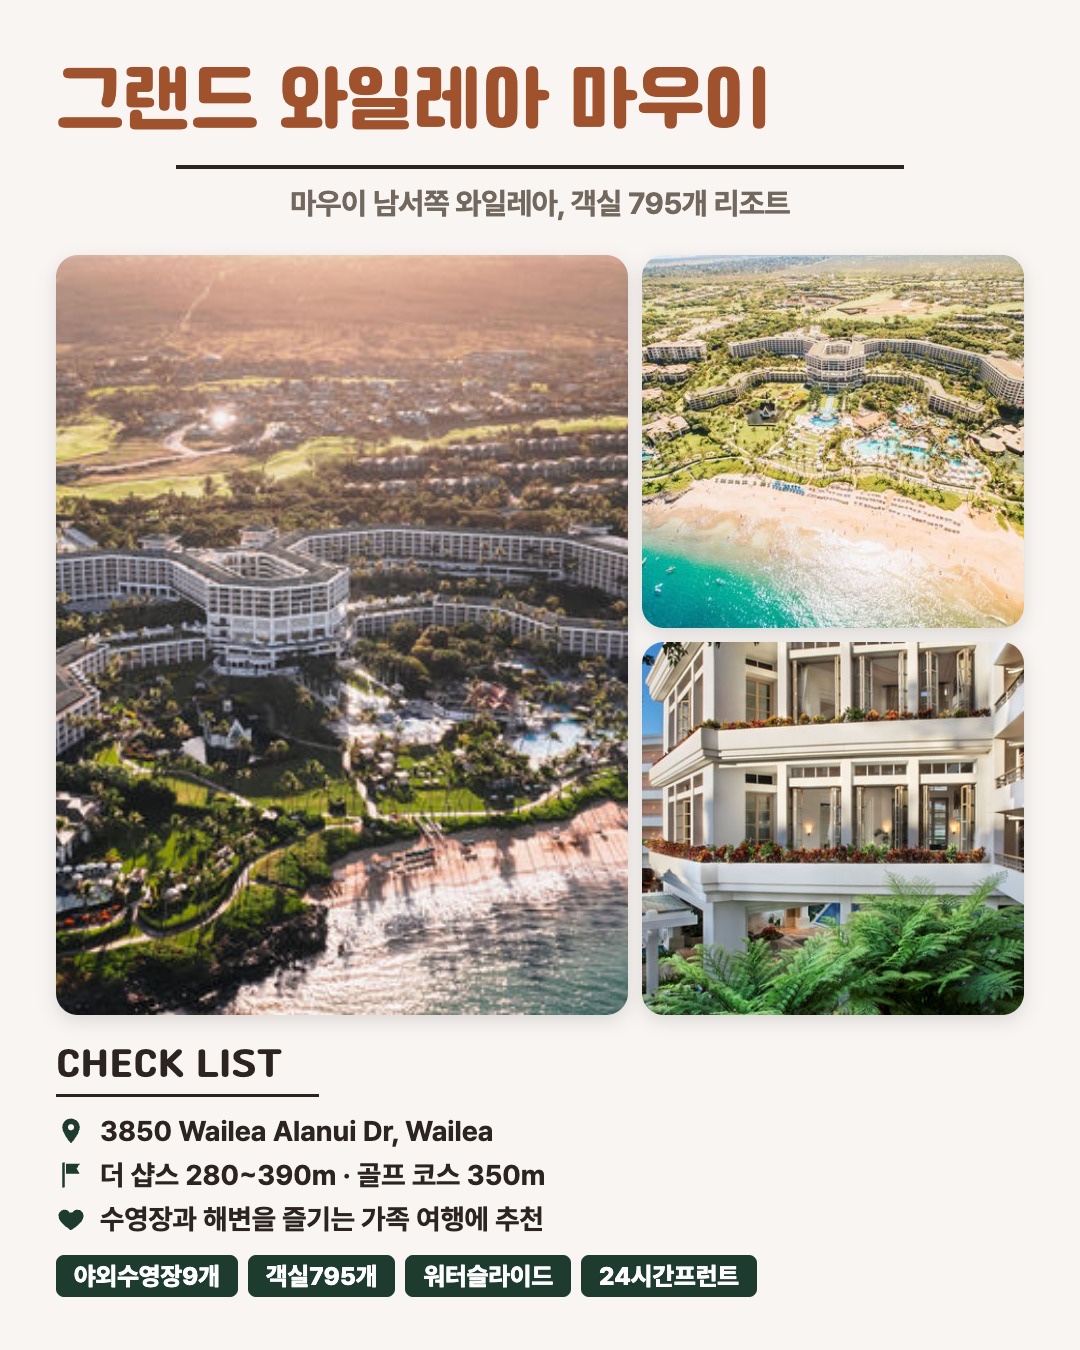 그랜드 와일레아 마우이
마우이 남서쪽 와일레아, 객실 795개 리조트
CHECK LIST
3850 Wailea Alanui Dr, Wailea
더 샵스 280~390m · 골프 코스 350m
수영장과 해변을 즐기는 가족 여행에 추천
야외수영장9개 객실795개 워터슬라이드 24시간프런트